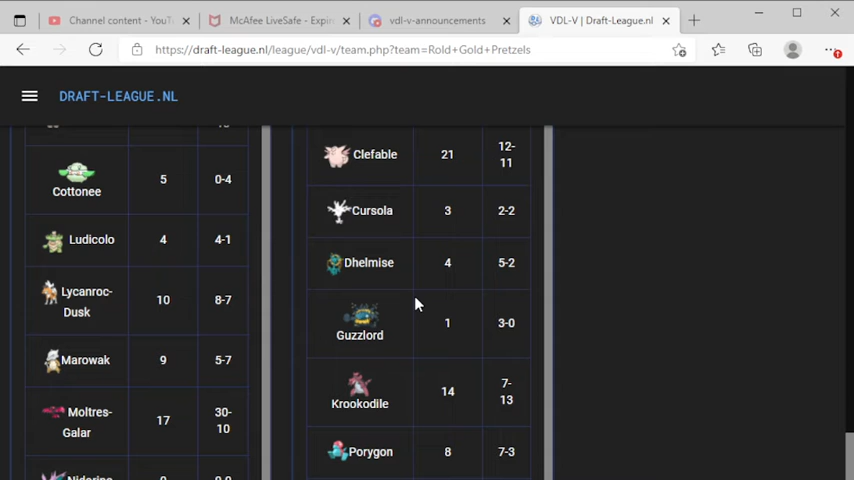 Channel content - YouTub
McAfee LiveSafe - Expir
vdl-v-announcements
VDL-V | Draft-League.nl
https://draft-league.nl/league/vdl-v/team.php?team=Rold+Gold+Pretzels
DRAFT-LEAGUE.NL
Cottonee 5 0-4
Ludicolo 4 4-1
Lycanroc-
Dusk 10 8-7
Marowak 9 5-7
Moltres-
Galar 17 30-
10
Clefable 21 12-
11
Cursola 3 2-2
Dhelmise 4 5-2
Guzzlord 1 3-0
Krookodile 14 7-
13
Porygon 8 7-3